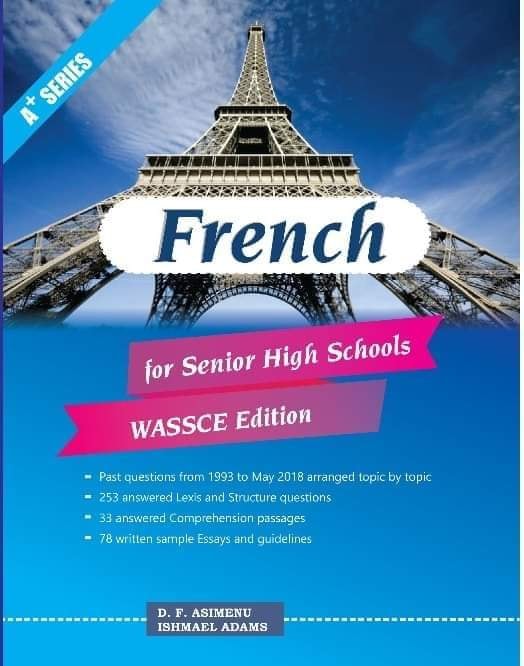 A+ SERIES
French
for Senior High Schools
WASSCE Edition
- Past questions from 1993 to May 2018 arranged topic by topic
- 253 answered Lexis and Structure questions
- 33 answered Comprehension passages
- 78 written sample Essays and guidelines
D. F. ASIMENU
ISHMAEL ADAMS